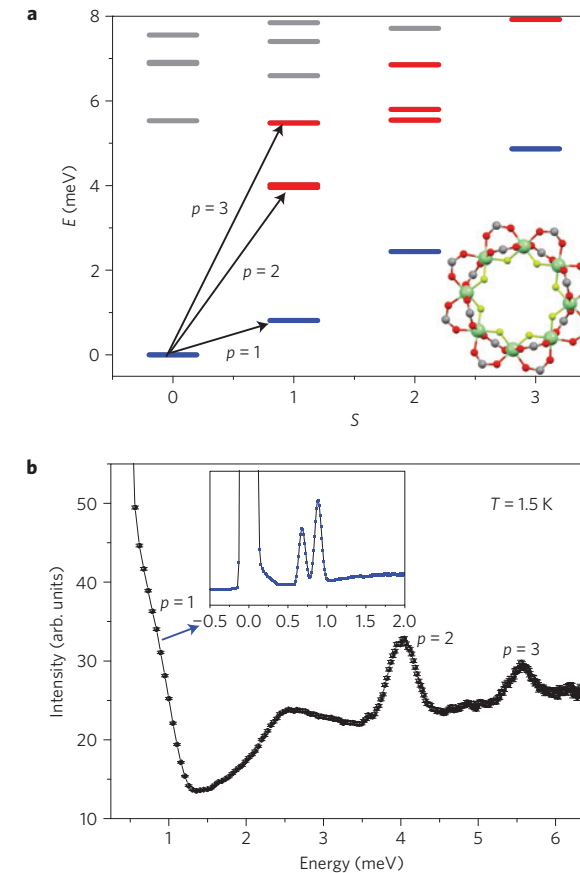 a
8
6
4
2
0
E (meV)
p = 3
p = 2
p = 1
0 1 2 3
S
b
50
40
30
20
10
Intensity (arb. units)
T = 1.5 K
p = 1
−0.5 0.0 0.5 1.0 1.5 2.0
p = 2
p = 3
1 2 3 4 5 6
Energy (meV)